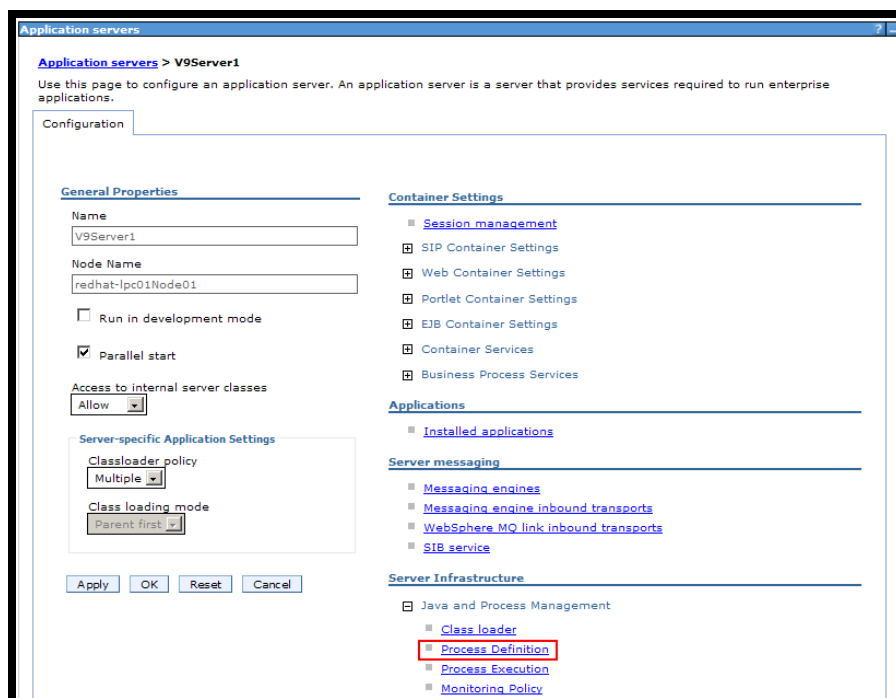 Application servers
?
Application servers > V9Server1
Use this page to configure an application server. An application server is a server that provides services required to run enterprise
applications.
Configuration
General Properties
Name
V9Server1
Node Name
redhat-lpc01Node01
Run in development mode
Parallel start
Access to internal server classes
Allow
Server-specific Application Settings
Classloader policy
Multiple
Class loading mode
Parent first
Apply
OK
Reset
Cancel
Container Settings
Session management
SIP Container Settings
Web Container Settings
Portlet Container Settings
EJB Container Settings
Container Services
Business Process Services
Applications
Installed applications
Server messaging
Messaging engines
Messaging engine inbound transports
WebSphere MQ link inbound transports
SIB service
Server Infrastructure
Java and Process Management
Class loader
Process Definition
Process Execution
Monitoring Policy